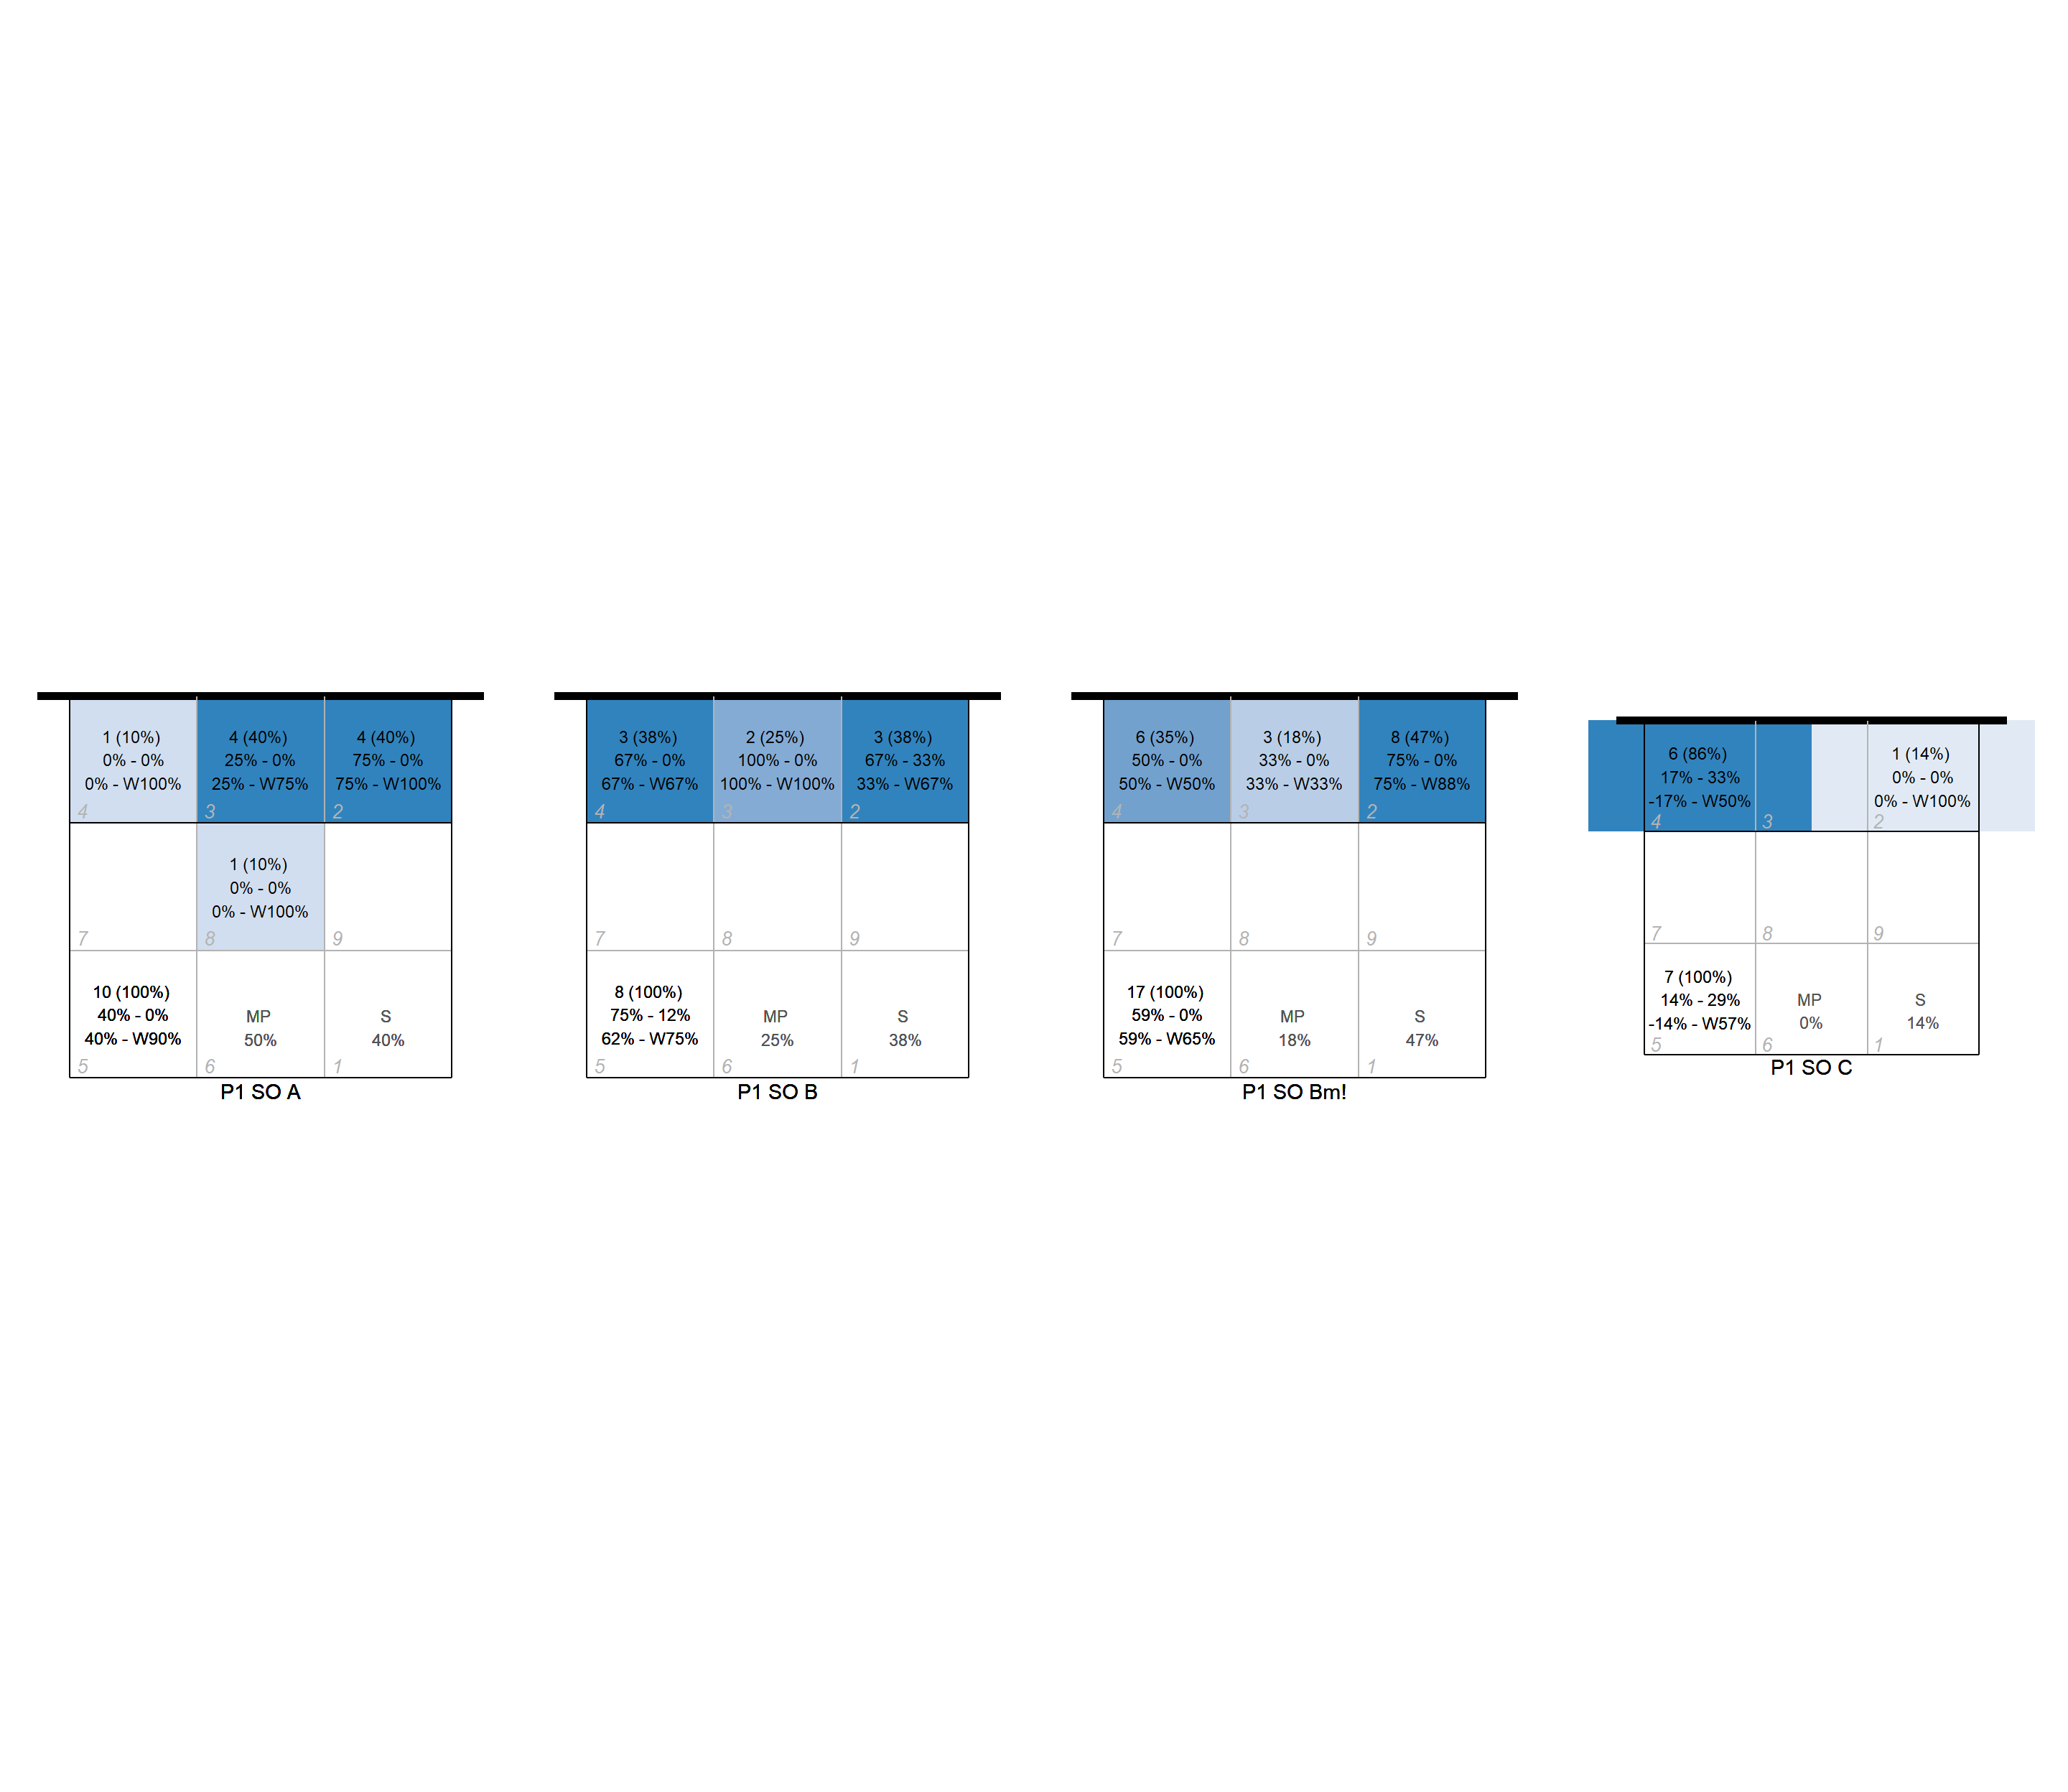 1 (10%)
0% - 0%
0% - W100%
4
4 (40%)
25% - 0%
25% - W75%
3
4 (40%)
75% - 0%
75% - W100%
2
7
1 (10%)
0% - 0%
0% - W100%
8
9
10 (100%)
40% - 0%
40% - W90%
5
MP
50%
6
S
40%
1
P1 SO A
3 (38%)
67% - 0%
67% - W67%
4
2 (25%)
100% - 0%
100% - W100%
3
3 (38%)
67% - 33%
33% - W67%
2
7
8
9
8 (100%)
75% - 12%
62% - W75%
5
MP
25%
6
S
38%
1
P1 SO B
6 (35%)
50% - 0%
50% - W50%
4
3 (18%)
33% - 0%
33% - W33%
3
8 (47%)
75% - 0%
75% - W88%
2
7
8
9
17 (100%)
59% - 0%
59% - W65%
5
MP
18%
6
S
47%
1
P1 SO Bm!
6 (86%)
17% - 33%
-17% - W50%
4
3
1 (14%)
0% - 0%
0% - W100%
2
7
8
9
7 (100%)
14% - 29%
-14% - W57%
5
MP
0%
6
S
14%
1
P1 SO C